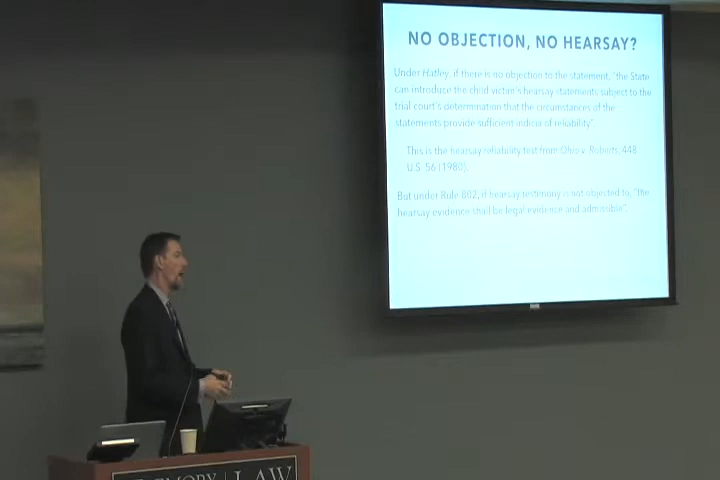 NO OBJECTION, NO HEARSAY?
Under Hatley, if there is no objection to the statement, "the State
can introduce the child victim's hearsay statements subject to the
trial court's determination that the circumstances of the
statements provide sufficient indicia of reliability".
This is the hearsay reliability test from Ohio v. Roberts, 448
U.S. 56 (1980).
But under Rule 802, if hearsay testimony is not objected to, "the
hearsay evidence shall be legal evidence and admissible".
EMORY | LAW